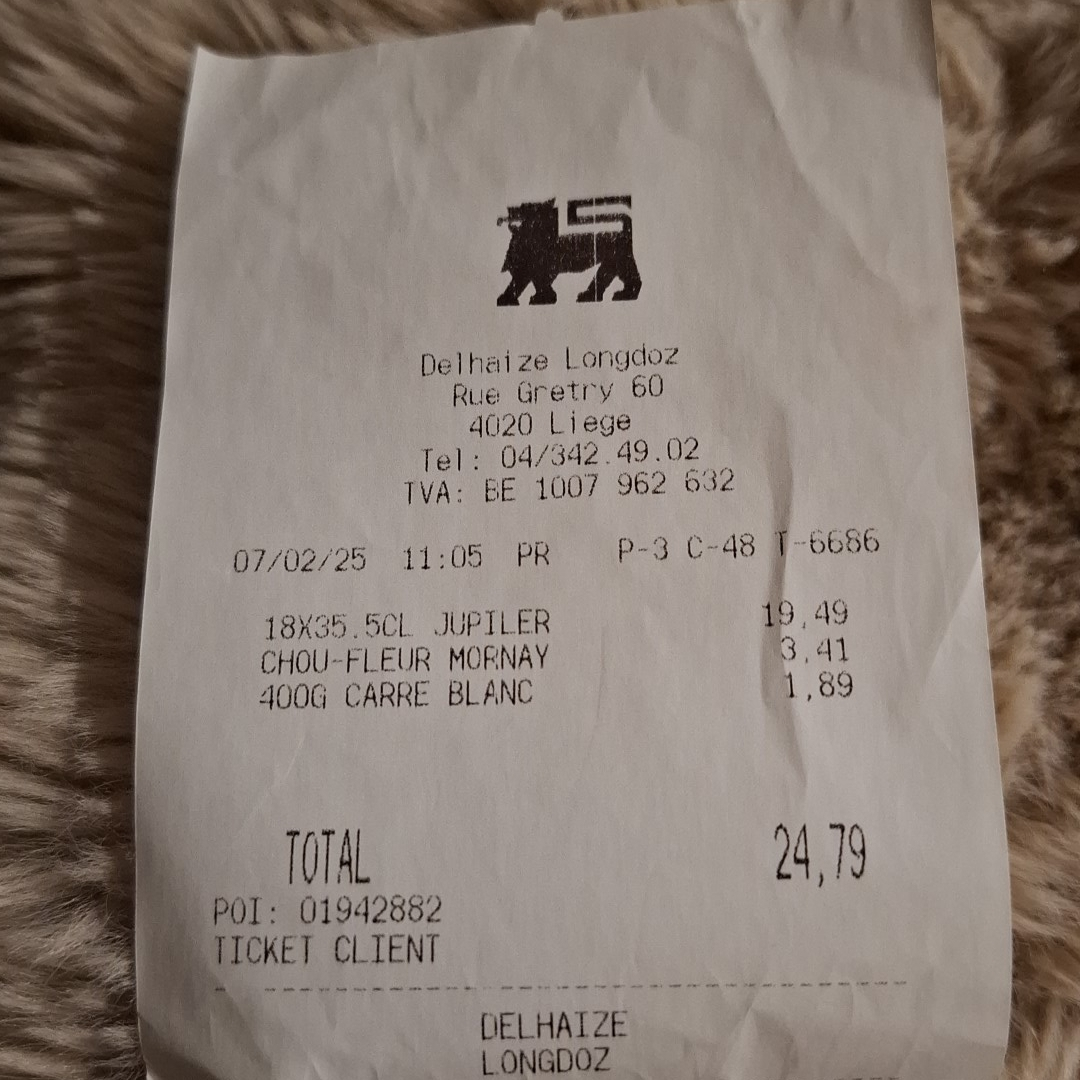 Delhaize Longdoz
Rue Gretry 60
4020 Liege
Tel: 04/342.49.02
TVA: BE 1007 962 632
07/02/25 11:05 PR P-3 C-48 T-6686
18X35.5CL JUPILER 19,49
CHOU-FLEUR MORNAY 3,41
400G CARRE BLANC 1,89
TOTAL 24,79
POI: 01942882
TICKET CLIENT
DELHAIZE
LONGDOZ